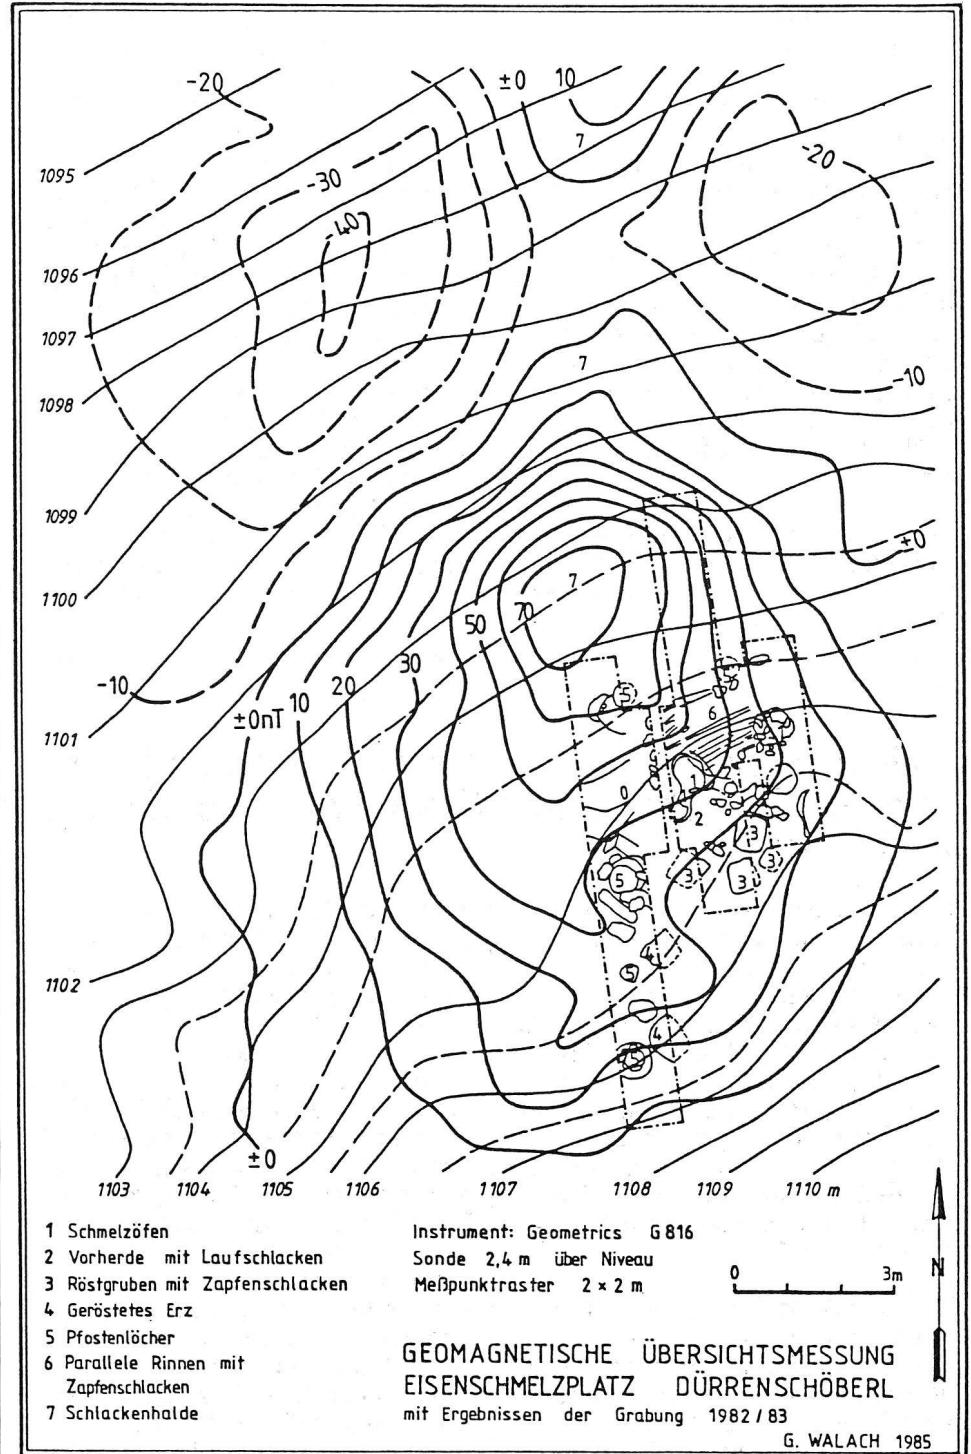 -20
±0
10
7
-20
1095
-30
-40
1096
1097
7
-10
1098
1099
±0
7
1100
70
50
30
5
-10
20
10
6
±0nT
1101
1
0
2
3
5
3
3
3
4
1102
5
4
5
±0
1103 1104 1105 1106 1107 1108 1109 1110 m
1 Schmelzöfen
2 Vorherde mit Laufschlacken
3 Röstgruben mit Zapfenschlacken
4 Geröstetes Erz
5 Pfostenlöcher
6 Parallele Rinnen mit
Zapfenschlacken
7 Schlackenhalde
Instrument: Geometrics G 816
Sonde 2,4 m über Niveau
Meßpunktraster 2 × 2 m
0 3m
N
GEOMAGNETISCHE ÜBERSICHTSMESSUNG
EISENSCHMELZPLATZ DÜRRENSCHÖBERL
mit Ergebnissen der Grabung 1982 / 83
G. WALACH 1985